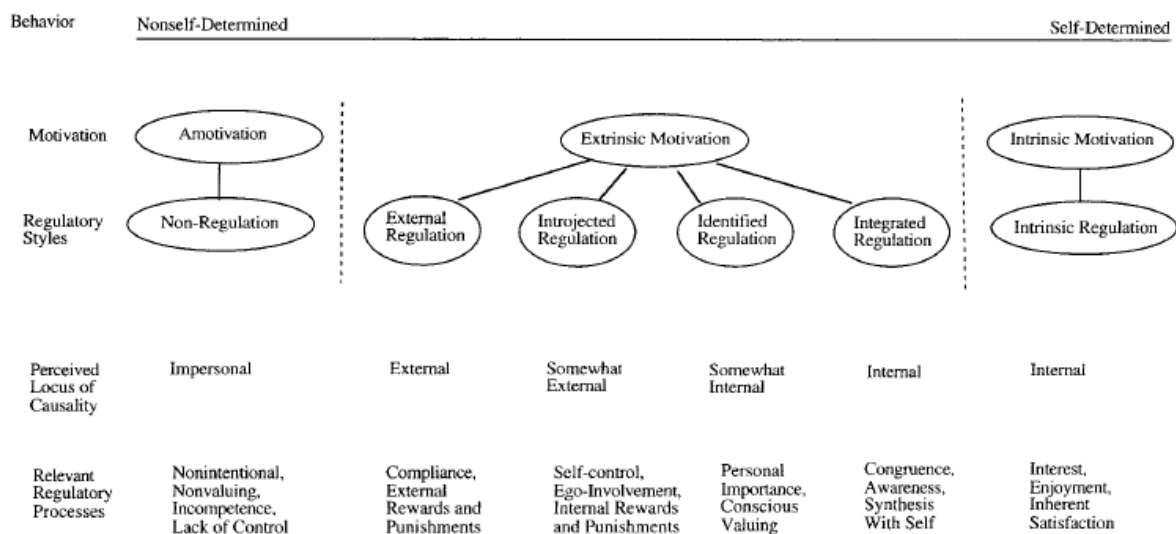 Behavior Nonself-Determined Self-Determined
Motivation Amotivation Extrinsic Motivation Intrinsic Motivation
Regulatory
Styles
Non-Regulation
External
Regulation
Introjected
Regulation
Identified
Regulation
Integrated
Regulation
Intrinsic Regulation
Perceived
Locus of
Causality
Impersonal
External
Somewhat
External
Somewhat
Internal
Internal
Internal
Relevant
Regulatory
Processes
Nonintentional,
Nonvaluing,
Incompetence,
Lack of Control
Compliance,
External
Rewards and
Punishments
Self-control,
Ego-Involvement,
Internal Rewards
and Punishments
Personal
Importance,
Conscious
Valuing
Congruence,
Awareness,
Synthesis
With Self
Interest,
Enjoyment,
Inherent
Satisfaction